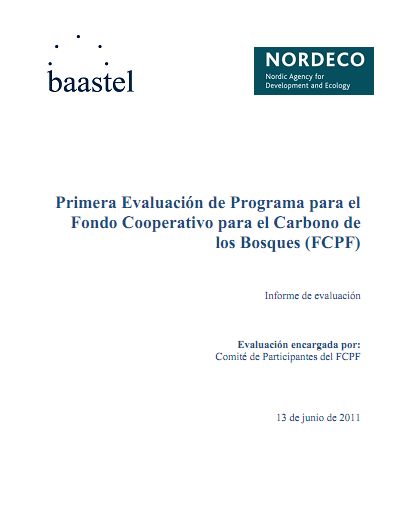 baastel
NORDECO
Nordic Agency for
Development and Ecology
Primera Evaluación de Programa para el
Fondo Cooperativo para el Carbono de
los Bosques (FCPF)
Informe de evaluación
Evaluación encargada por:
Comité de Participantes del FCPF
13 de junio de 2011